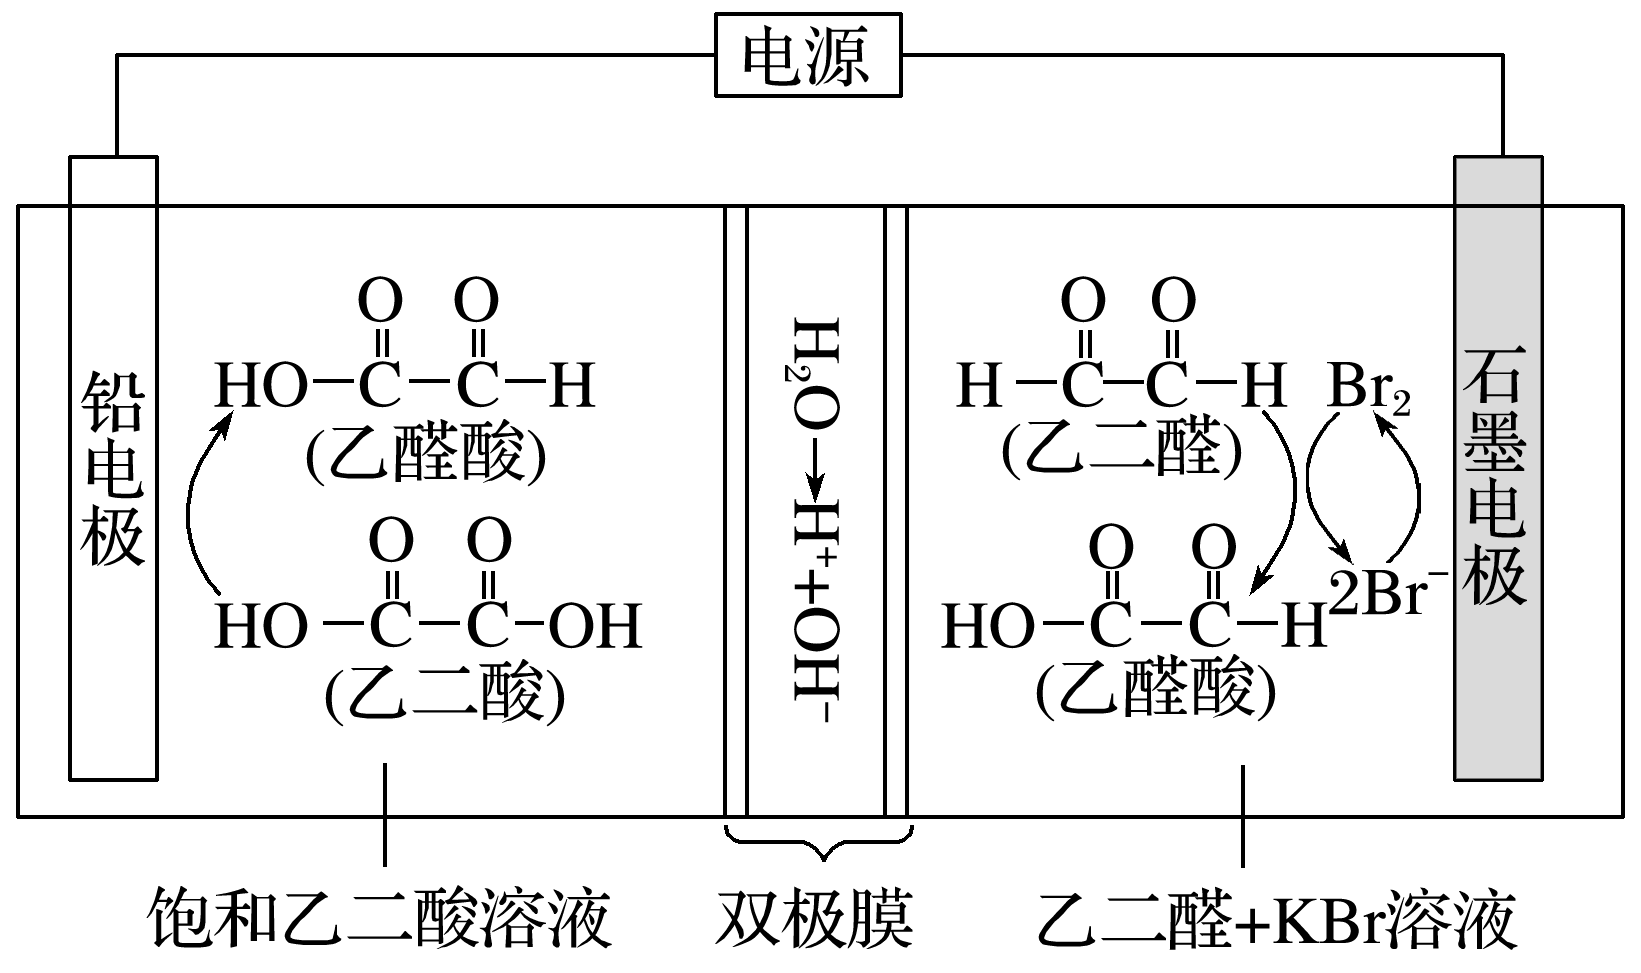 电源
铅电极
O O
HO—C—C—H
(乙醛酸)
O O
HO—C—C—OH
(乙二酸)
H₂O→H⁺+OH⁻
O O
H—C—C—H
(乙二醛)
Br₂
O O
HO—C—C—H
(乙醛酸)
2Br⁻
石墨电极
饱和乙二酸溶液
双极膜
乙二醛+KBr溶液